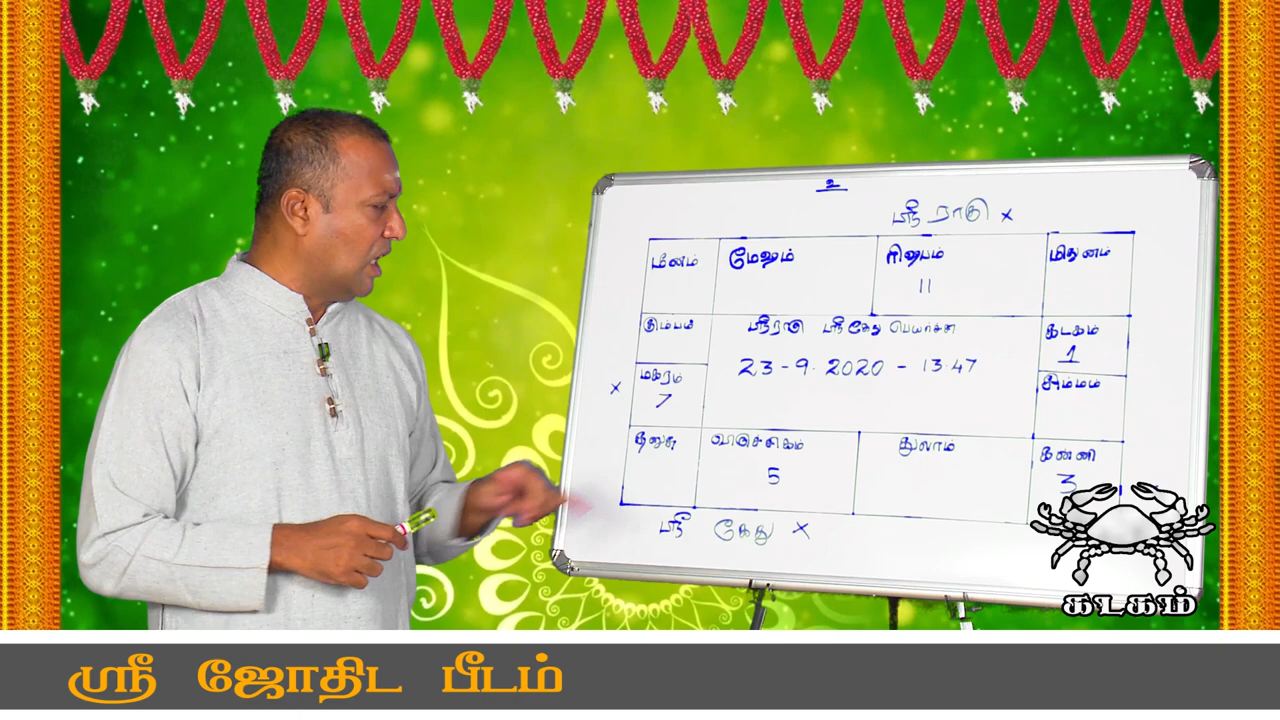 உ
ஸ்ரீ ராகு x
மீனம் மேஷம் ரிஷபம் மிதுனம்
11
கும்பம் ஸ்ரீராகு ஸ்ரீகேது பெயர்ச்சி கடகம்
1
23-9-2020 - 13.47
x மகரம் சிம்மம்
7
தனுசு விருச்சிகம் துலாம் கன்னி
5 3
ஸ்ரீ கேது x
கடகம்
ஸ்ரீ ஜோதிட பீடம்